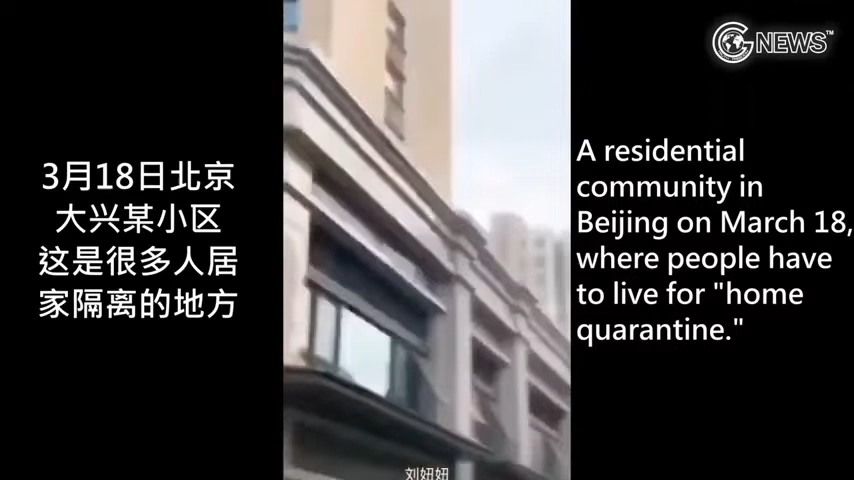 GNEWS™
3月18日北京
大兴某小区
这是很多人居
家隔离的地方
A residential
community in
Beijing on March 18,
where people have
to live for "home
quarantine."
刘妞妞